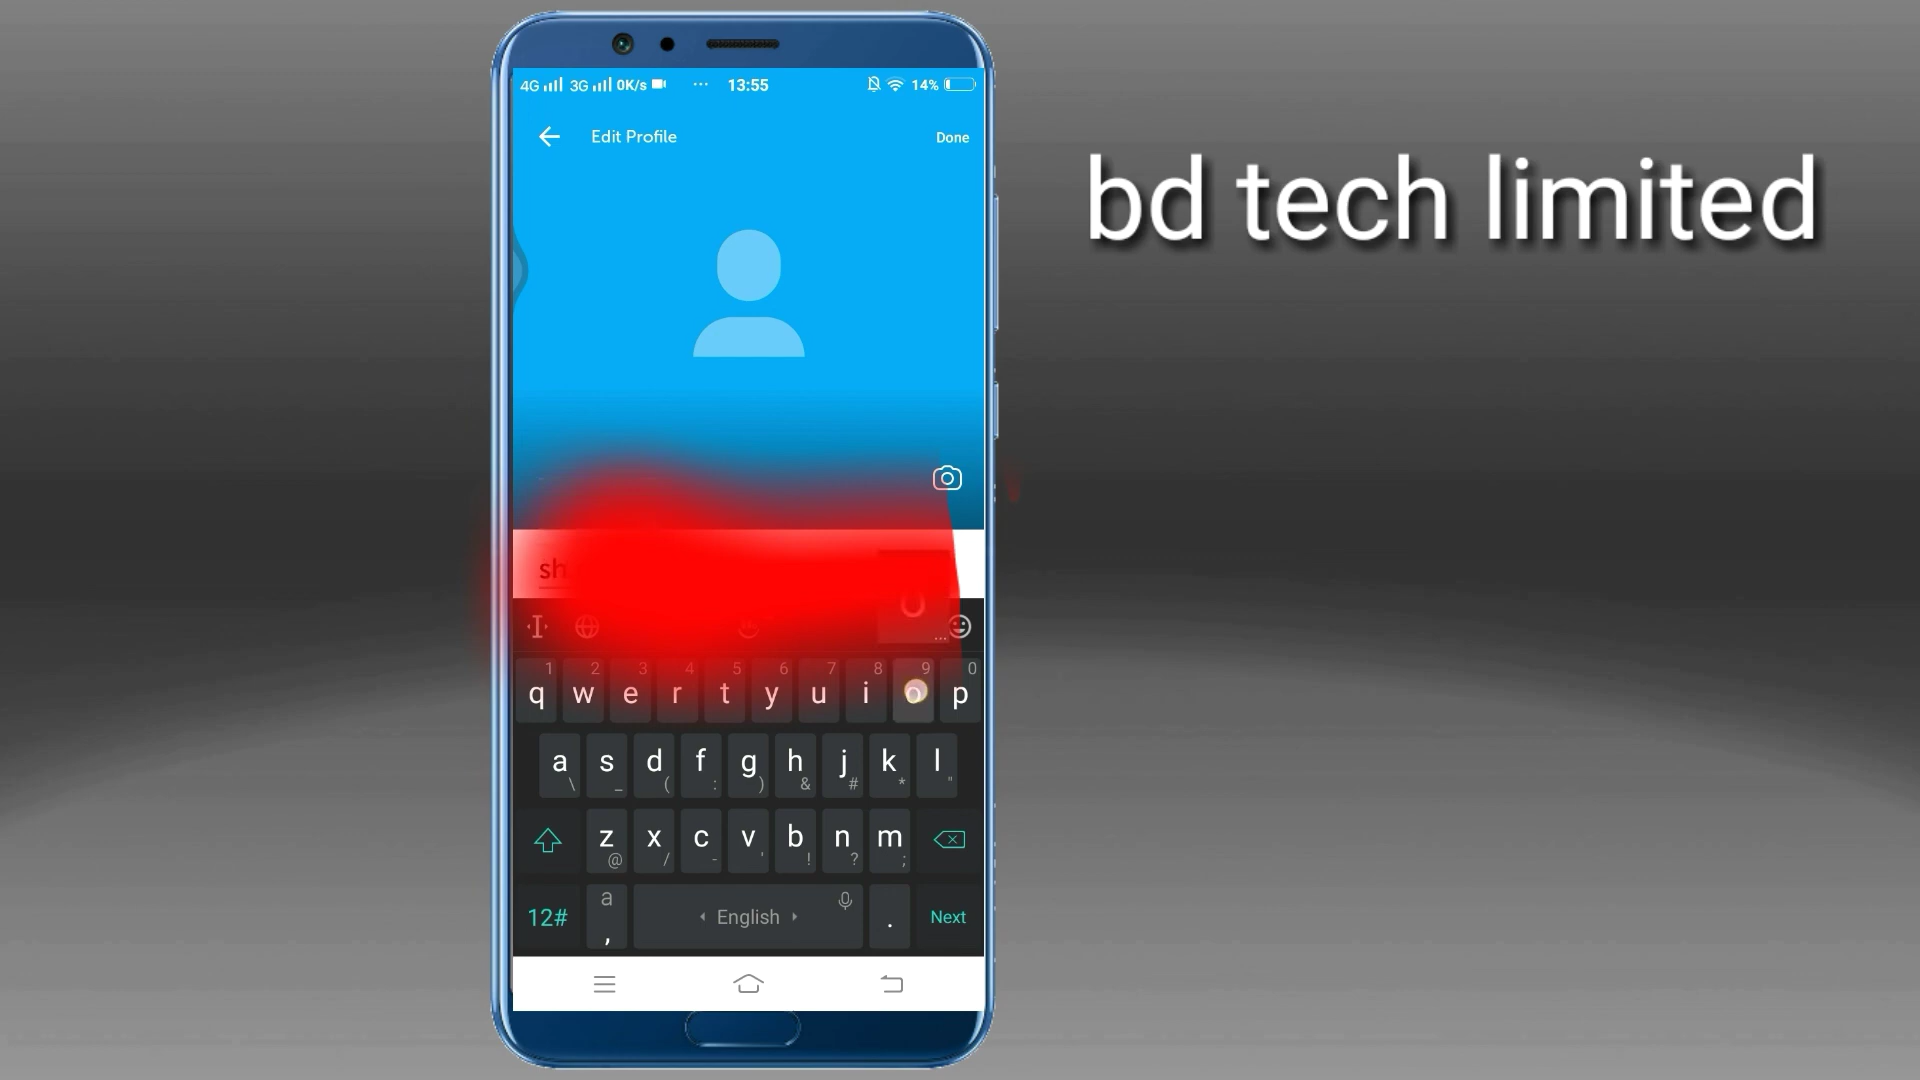 4G 3G 0K/s ... 13:55 14%
Edit Profile Done
bd tech limited
sh
...
1 2 3 4 5 6 7 8 9 0
q w e r t y u i o p
a s d f g h j k l
\ _ ( : ) & # * "
z x c v b n m
@ / - ' ! ? ;
12# a , English . Next